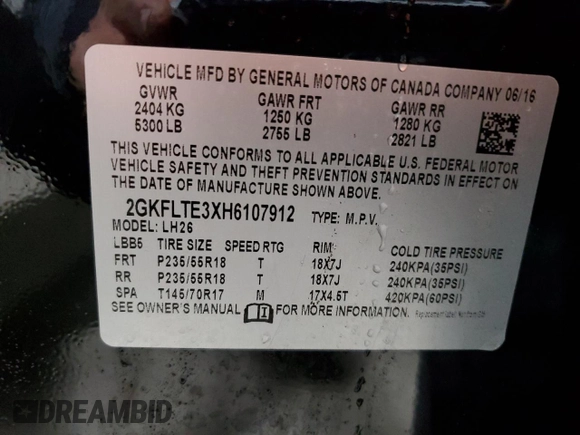 VEHICLE MFD BY GENERAL MOTORS OF CANADA COMPANY 06/16
GVWR GAWR FRT GAWR RR
2404 KG 1250 KG 1280 KG
5300 LB 2755 LB 2821 LB
THIS VEHICLE CONFORMS TO ALL APPLICABLE U.S. FEDERAL MOTOR
VEHICLE SAFETY AND THEFT PREVENTION STANDARDS IN EFFECT ON
THE DATE OF MANUFACTURE SHOWN ABOVE.
2GKFLTE3XH6107912 TYPE: M.P.V.
MODEL: LH26
LBB5 TIRE SIZE SPEED RTG RIM COLD TIRE PRESSURE
FRT P235/55R18 T 18X7J 240KPA(35PSI)
RR P235/55R18 T 18X7J 240KPA(35PSI)
SPA T145/70R17 M 17X4.5T 420KPA(60PSI)
SEE OWNER'S MANUAL FOR MORE INFORMATION.
Replacement label
DREAMBID